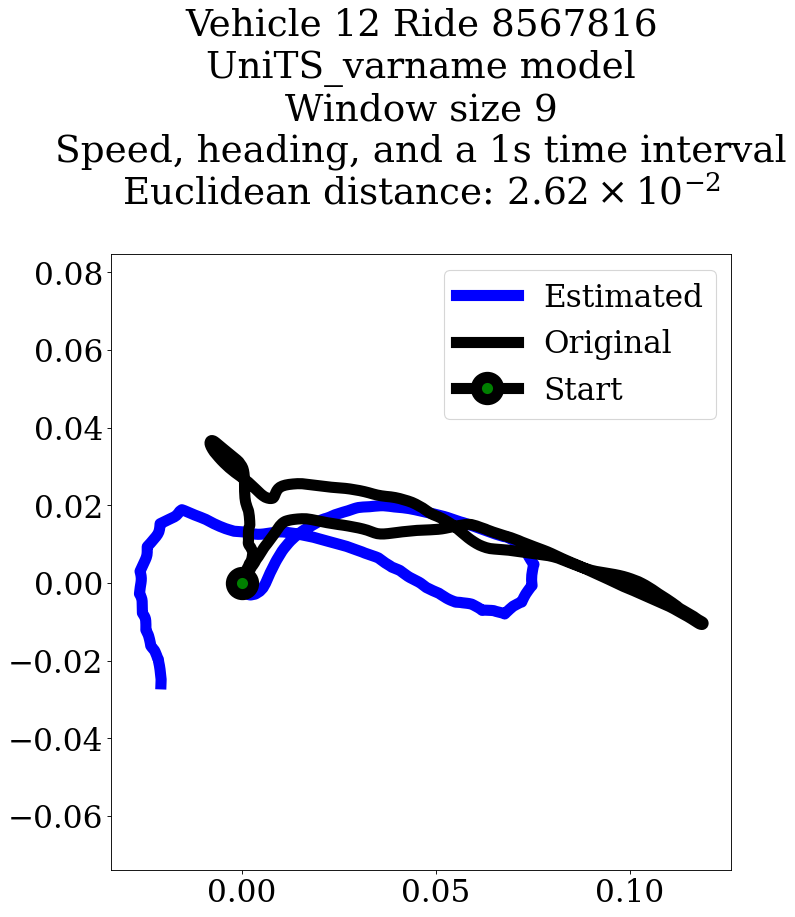 Vehicle 12 Ride 8567816
UniTS_varname model
Window size 9
Speed, heading, and a 1s time interval
Euclidean distance: 2.62 × 10⁻²
Estimated
Original
Start
0.08
0.06
0.04
0.02
0.00
−0.02
−0.04
−0.06
0.00 0.05 0.10